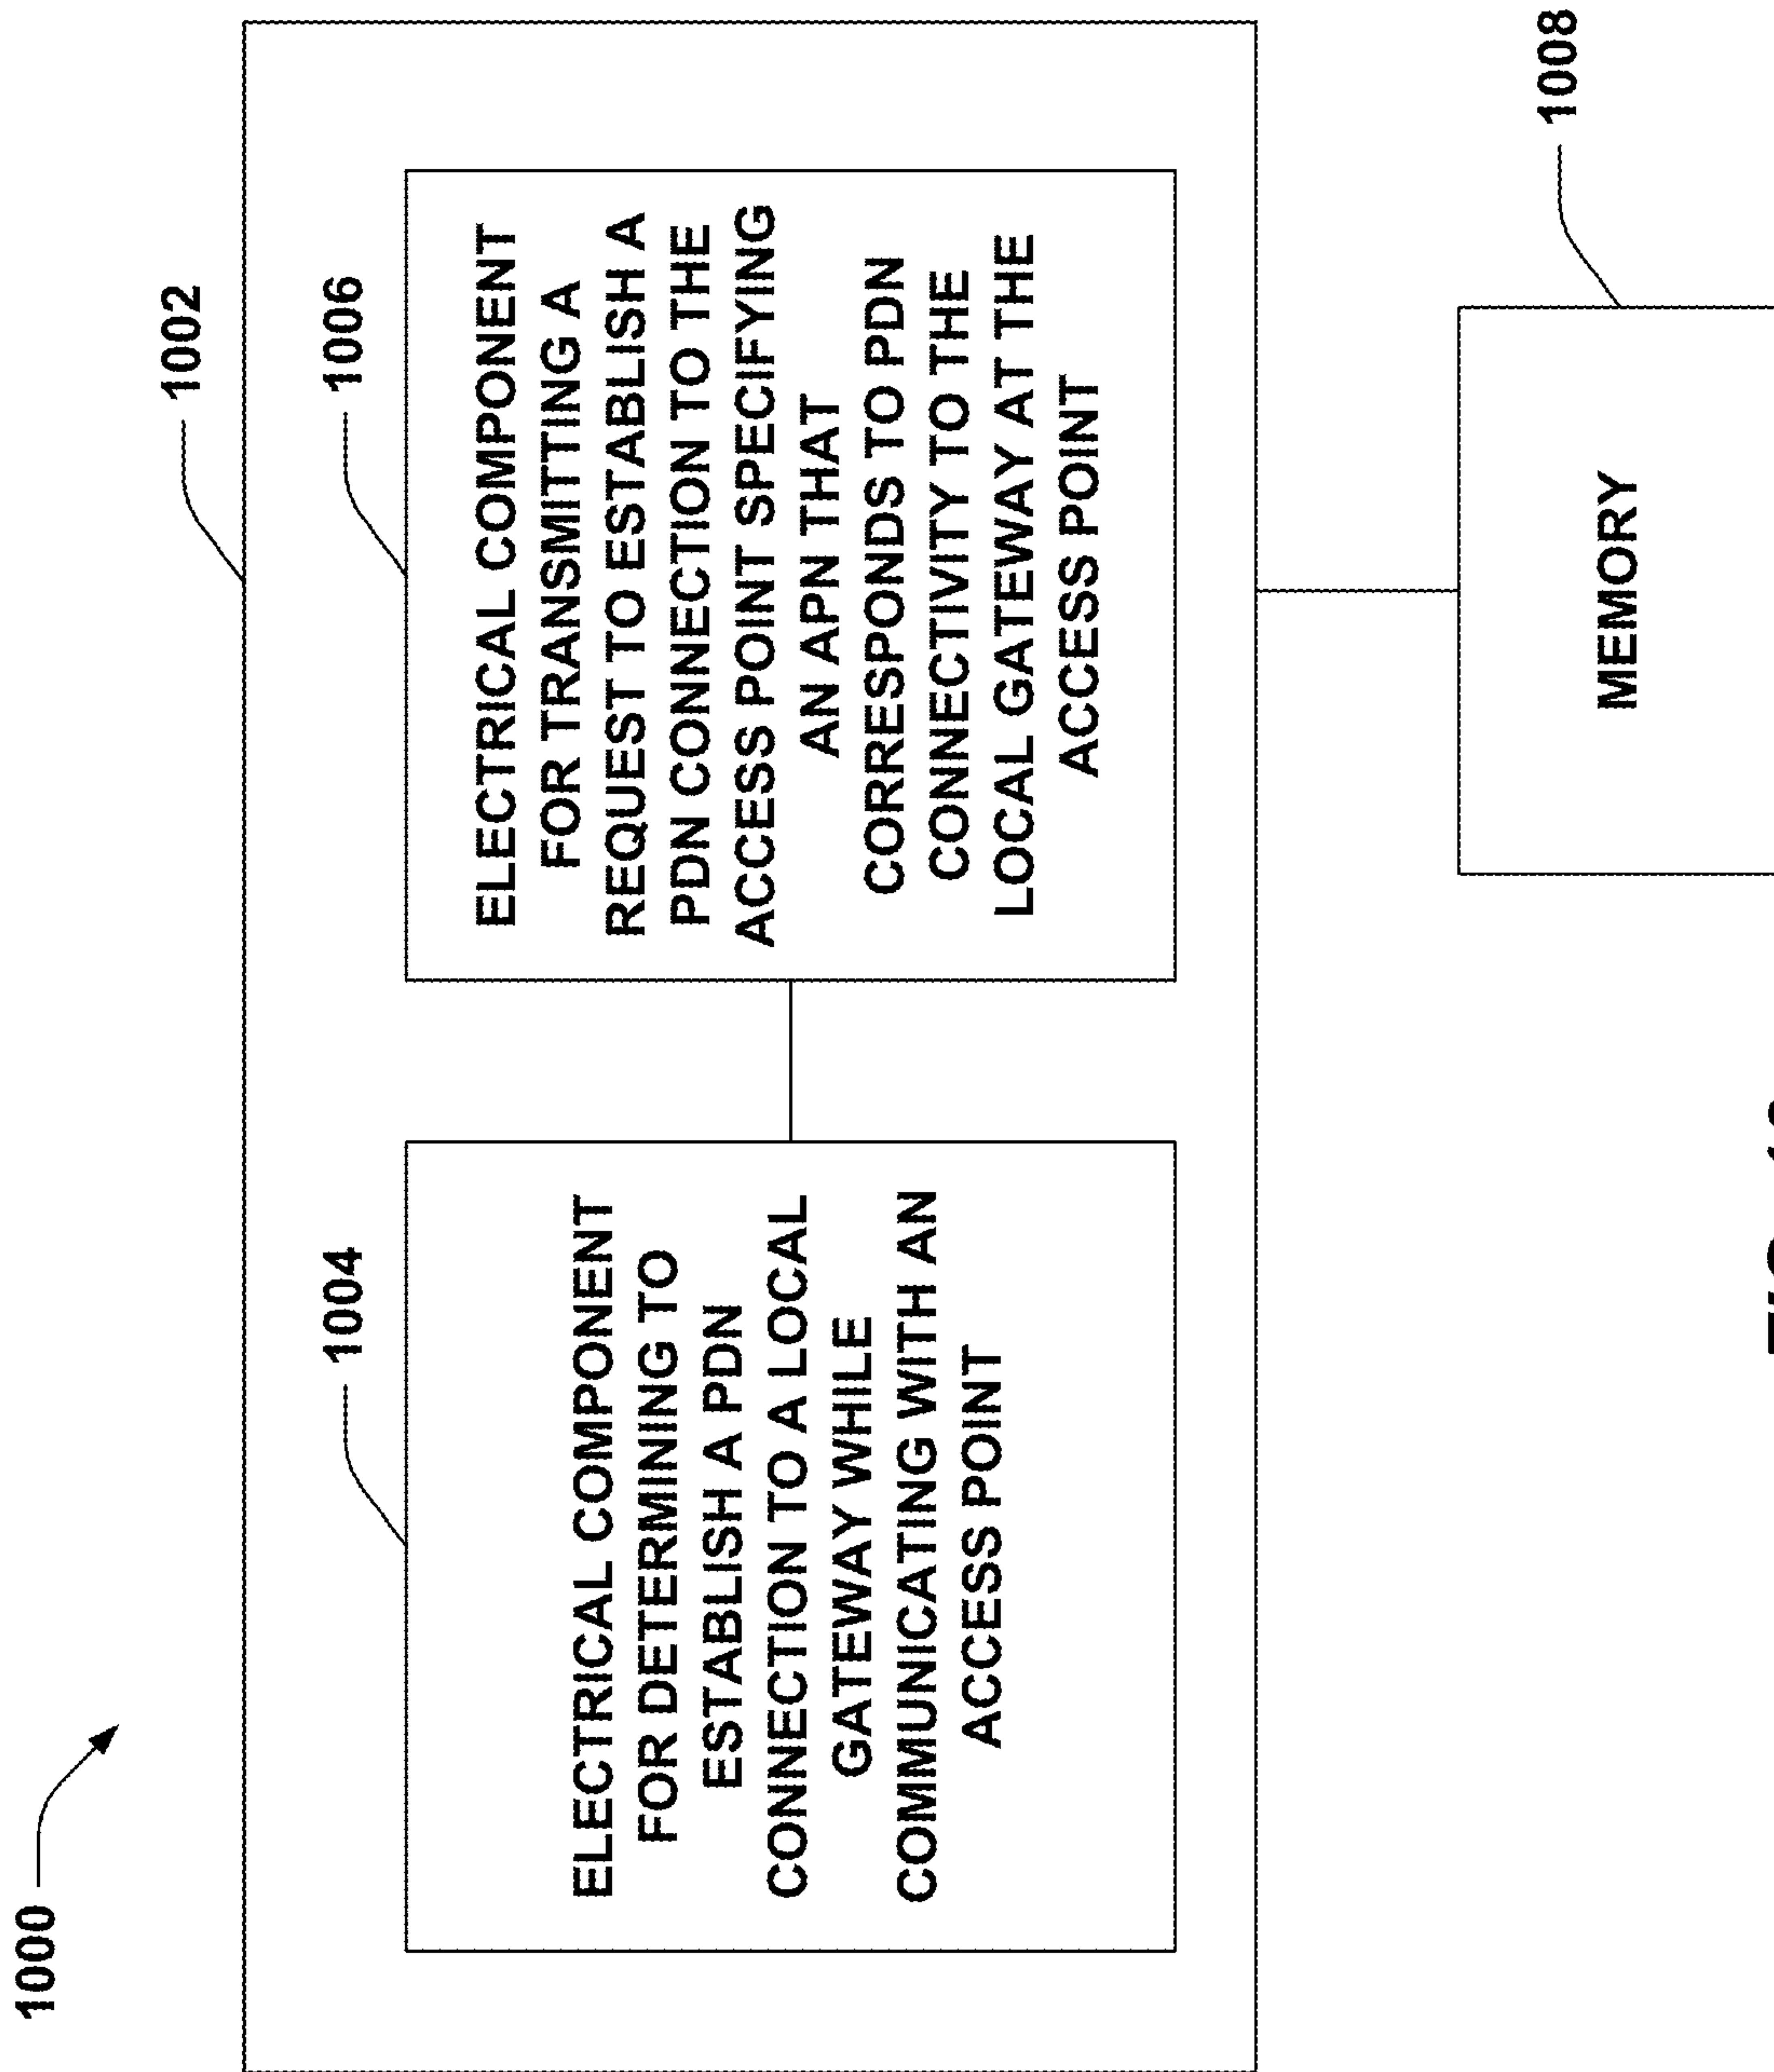 1000
1002
1004
ELECTRICAL COMPONENT
FOR DETERMINING TO
ESTABLISH A PDN
CONNECTION TO A LOCAL
GATEWAY WHILE
COMMUNICATING WITH AN
ACCESS POINT
1006
ELECTRICAL COMPONENT
FOR TRANSMITTING A
REQUEST TO ESTABLISH A
PDN CONNECTION TO THE
ACCESS POINT SPECIFYING
AN APN THAT
CORRESPONDS TO PDN
CONNECTIVITY TO THE
LOCAL GATEWAY AT THE
ACCESS POINT
1008
MEMORY